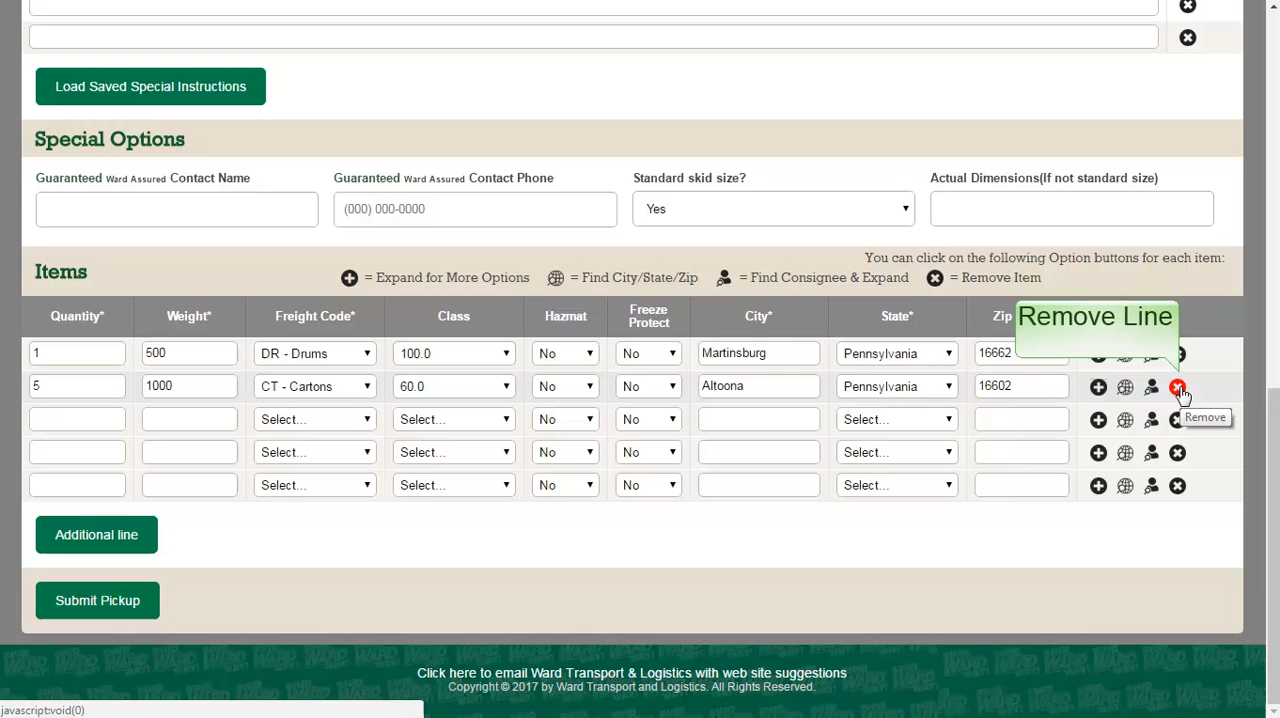 Load Saved Special Instructions
Special Options
Guaranteed Ward Assured Contact Name
Guaranteed Ward Assured Contact Phone
Standard skid size?
Actual Dimensions(If not standard size)
(000) 000-0000
Yes
You can click on the following Option buttons for each item:
Items
= Expand for More Options
= Find City/State/Zip
= Find Consignee & Expand
= Remove Item
Quantity* Weight* Freight Code* Class Hazmat Freeze Protect City* State* Zip
Remove Line
1 500 DR - Drums 100.0 No No Martinsburg Pennsylvania 16662
5 1000 CT - Cartons 60.0 No No Altoona Pennsylvania 16602
Remove
Select... Select... No No Select...
Select... Select... No No Select...
Select... Select... No No Select...
Additional line
Submit Pickup
Click here to email Ward Transport & Logistics with web site suggestions
Copyright © 2017 by Ward Transport and Logistics. All Rights Reserved.
javascript:void(0)